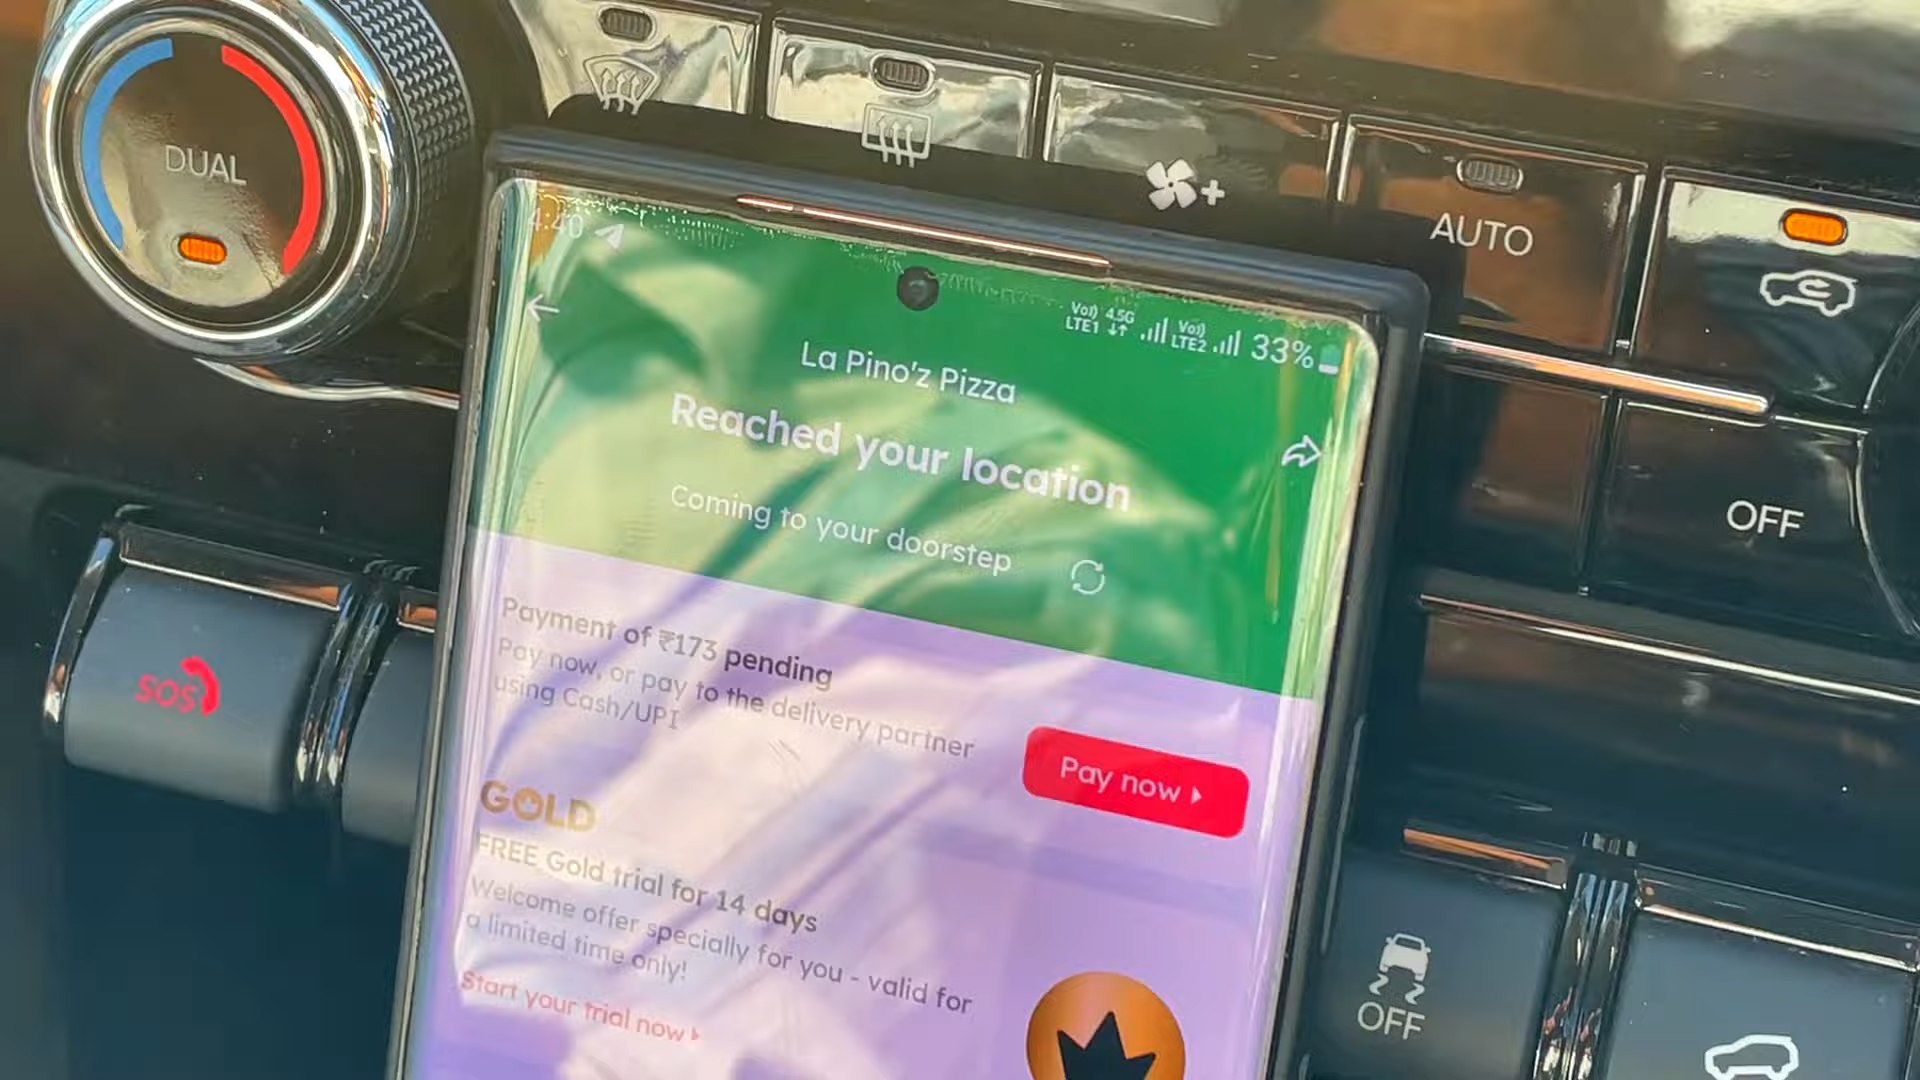 DUAL
AUTO
OFF
SOS
OFF
4:40
Vo) 4.5G Vo)
LTE1 LTE2 33%
La Pino'z Pizza
Reached your location
Coming to your doorstep
Payment of ₹173 pending
Pay now, or pay to the delivery partner
using Cash/UPI
Pay now
GOLD
FREE Gold trial for 14 days
Welcome offer specially for you - valid for
a limited time only!
Start your trial now